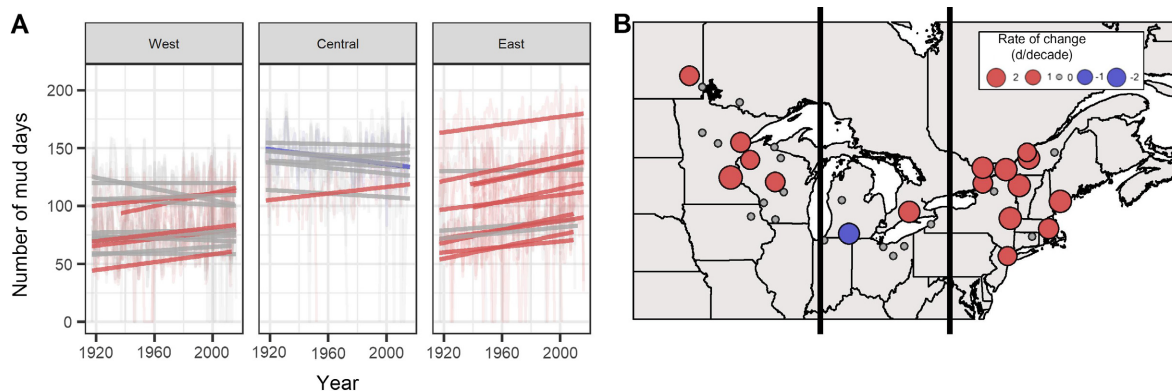 A
West
Central
East
200
150
100
50
0
Number of mud days
1920
1960
2000
1920
1960
2000
1920
1960
2000
Year
B
Rate of change
(d/decade)
2 1 0 -1 -2